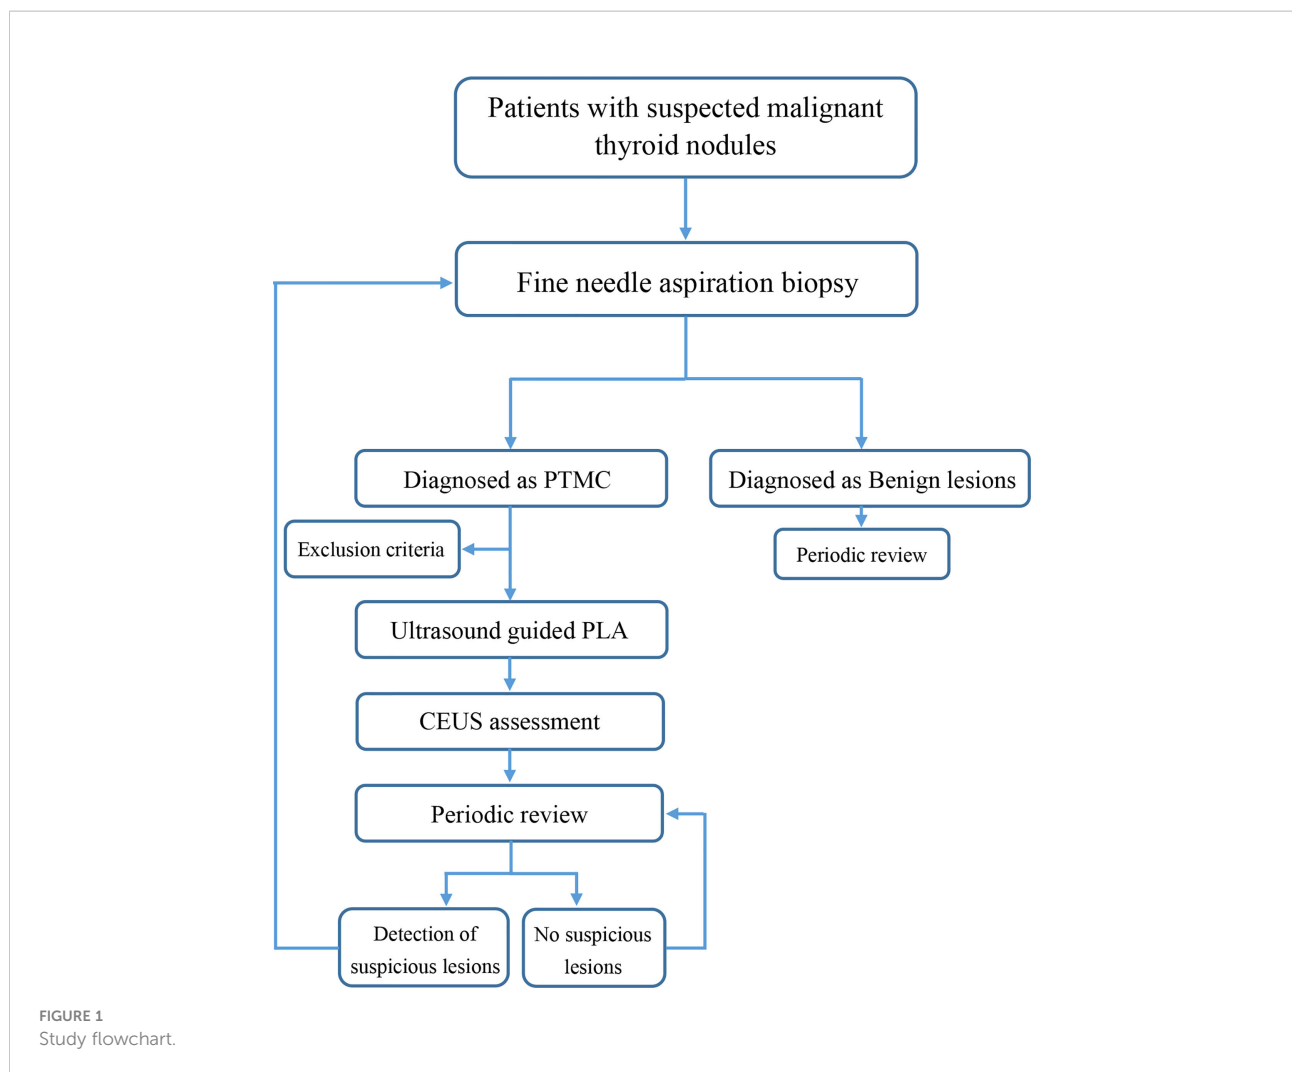 Patients with suspected malignant
thyroid nodules
Fine needle aspiration biopsy
Diagnosed as PTMC
Diagnosed as Benign lesions
Exclusion criteria
Periodic review
Ultrasound guided PLA
CEUS assessment
Periodic review
Detection of
suspicious lesions
No suspicious
lesions
FIGURE 1
Study flowchart.